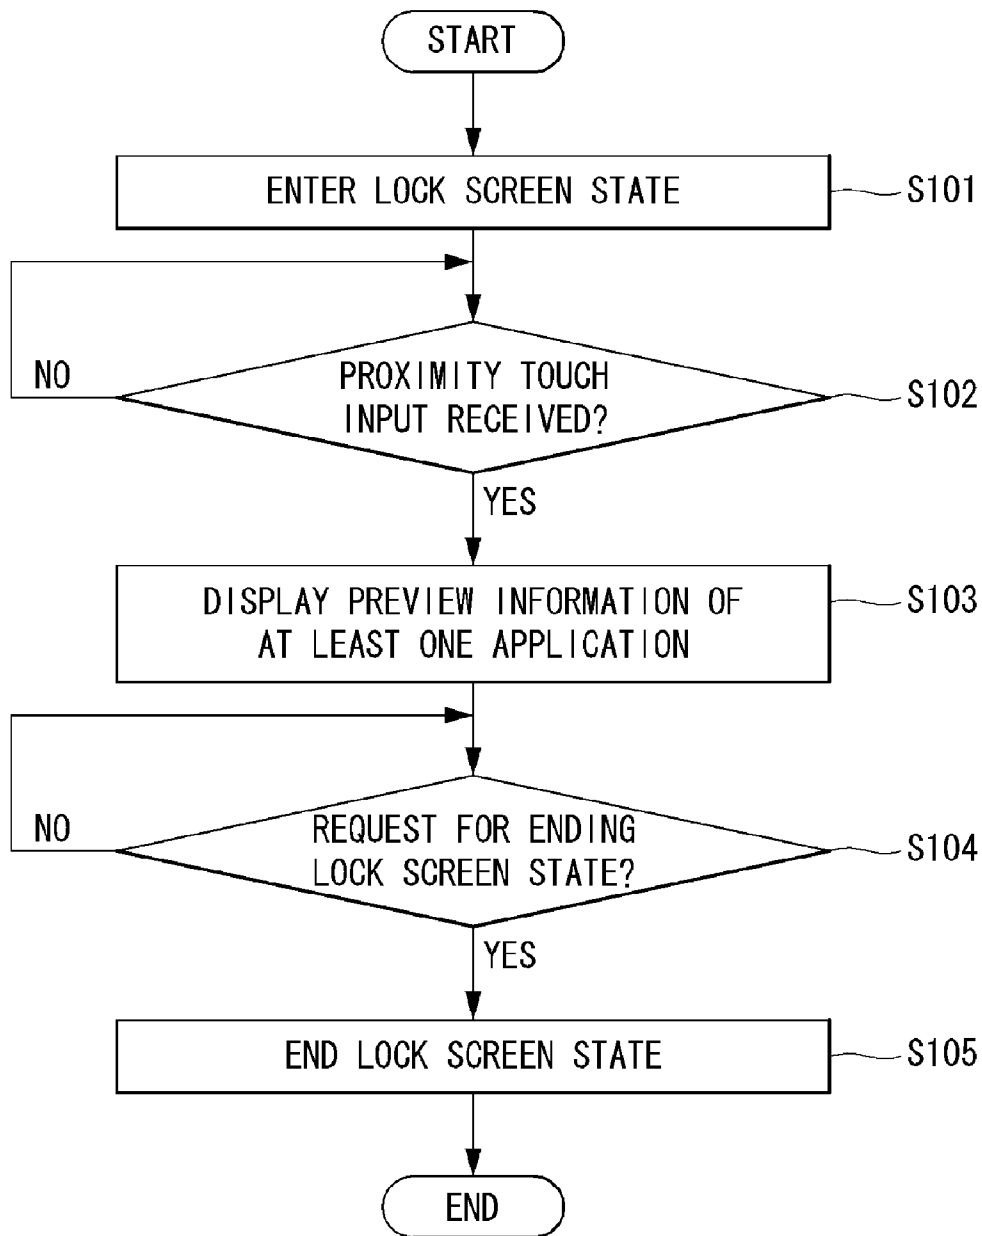 START
ENTER LOCK SCREEN STATE
S101
NO
PROXIMITY TOUCH
INPUT RECEIVED?
S102
YES
DISPLAY PREVIEW INFORMATION OF
AT LEAST ONE APPLICATION
S103
NO
REQUEST FOR ENDING
LOCK SCREEN STATE?
S104
YES
END LOCK SCREEN STATE
S105
END